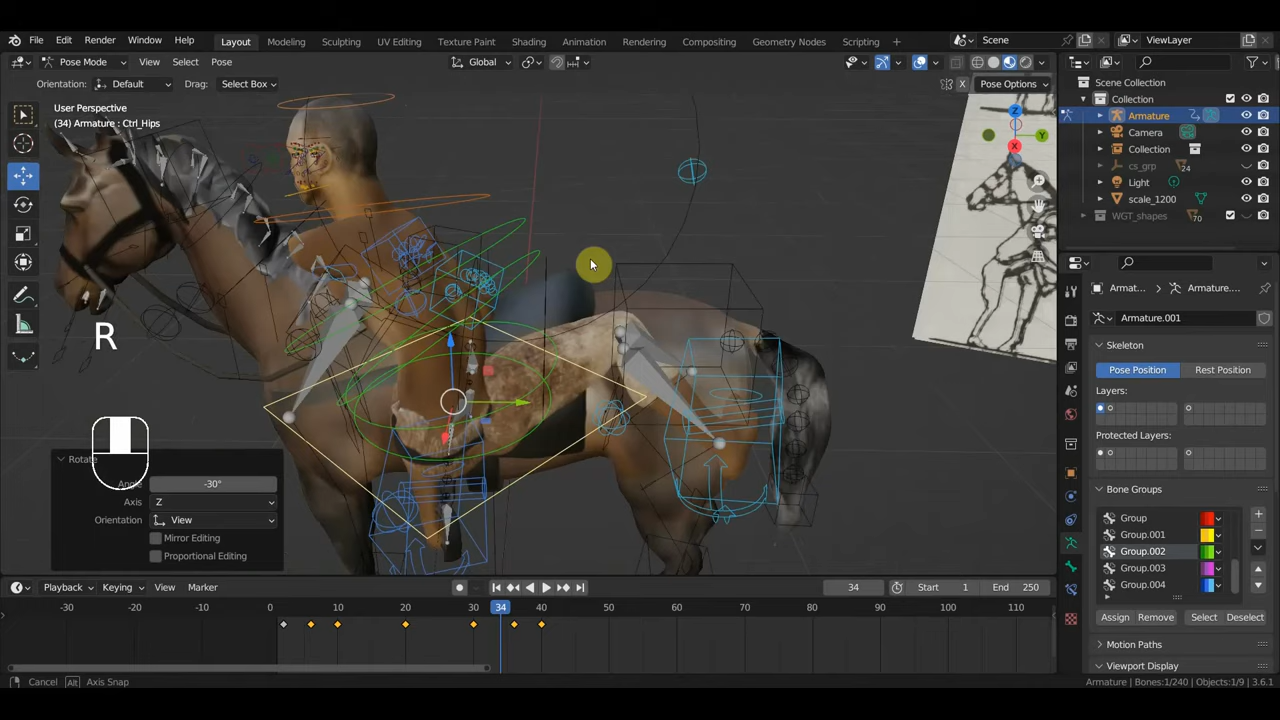 File Edit Render Window Help Layout Modeling Sculpting UV Editing Texture Paint Shading Animation Rendering Compositing Geometry Nodes Scripting + Scene ViewLayer
Pose Mode View Select Pose Global
Orientation: Default Drag: Select Box X Pose Options
User Perspective
(34) Armature : Ctrl_Hips
Z
Y
X
R
Rotate
Angle -30°
Axis Z
Orientation View
Mirror Editing
Proportional Editing
Scene Collection
Collection
Armature
Camera
Collection
cs_grp 24
Light
scale_1200
WGT_shapes 70
Armat... Armature....
Armature.001
Skeleton
Pose Position Rest Position
Layers:
Protected Layers:
Bone Groups
Group
Group.001
Group.002
Group.003
Group.004
Assign Remove Select Deselect
Motion Paths
Viewport Display
Playback Keying View Marker 34 Start 1 End 250
-30 -20 -10 0 10 20 30 34 40 50 60 70 80 90 100 110
Cancel Alt Axis Snap Armature | Bones:1/240 | Objects:1/9 | 3.6.1